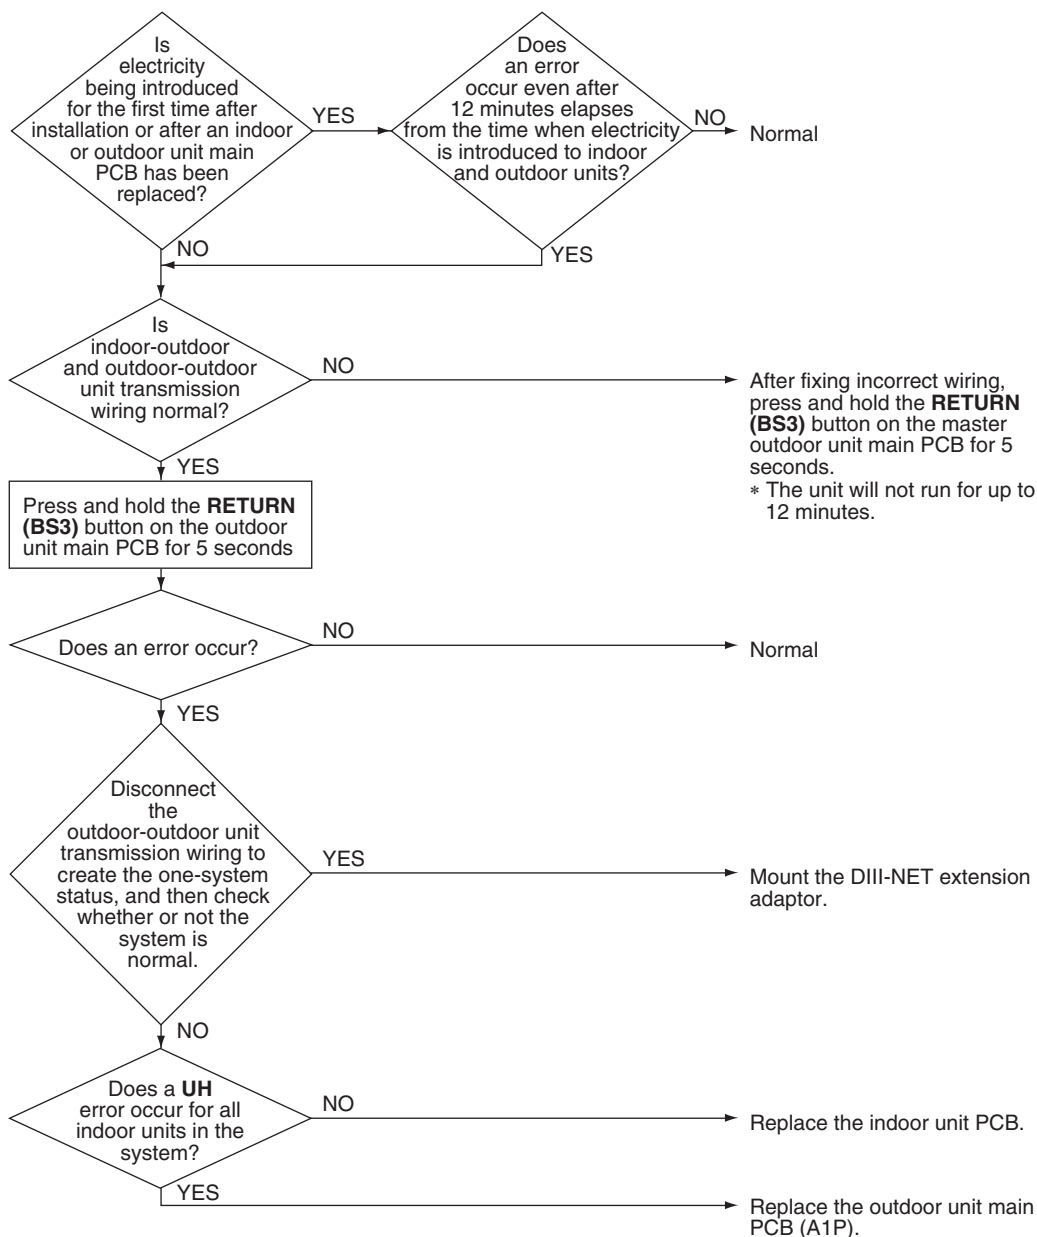 Is
electricity
being introduced
for the first time after
installation or after an indoor
or outdoor unit main
PCB has been
replaced?
YES
Does
an error
occur even after
12 minutes elapses
from the time when electricity
is introduced to indoor
and outdoor units?
NO
Normal
NO
YES
Is
indoor-outdoor
and outdoor-outdoor
unit transmission
wiring normal?
NO
After fixing incorrect wiring,
press and hold the RETURN
(BS3) button on the master
outdoor unit main PCB for 5
seconds.
* The unit will not run for up to
12 minutes.
YES
Press and hold the RETURN
(BS3) button on the outdoor
unit main PCB for 5 seconds
Does an error occur?
NO
Normal
YES
Disconnect
the
outdoor-outdoor unit
transmission wiring to
create the one-system
status, and then check
whether or not the
system is
normal.
YES
Mount the DIII-NET extension
adaptor.
NO
Does a UH
error occur for all
indoor units in the
system?
NO
Replace the indoor unit PCB.
YES
Replace the outdoor unit main
PCB (A1P).